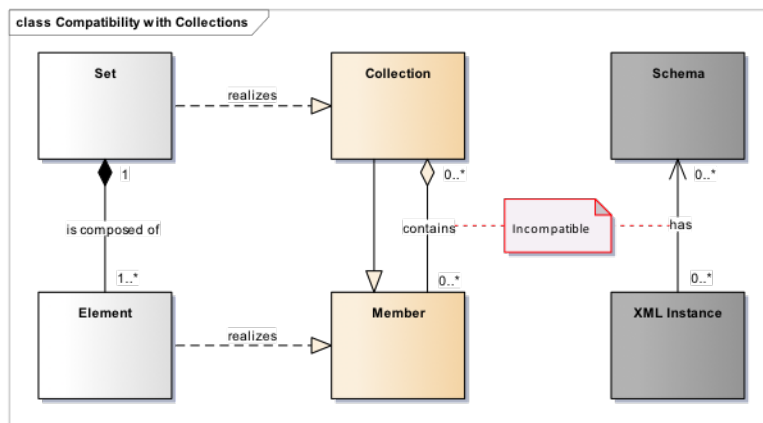 class Compatibility with Collections
Set
Collection
Schema
realizes
1
0..*
0..*
is composed of
contains
Incompatible
has
1..*
0..*
0..*
Element
Member
XML Instance
realizes